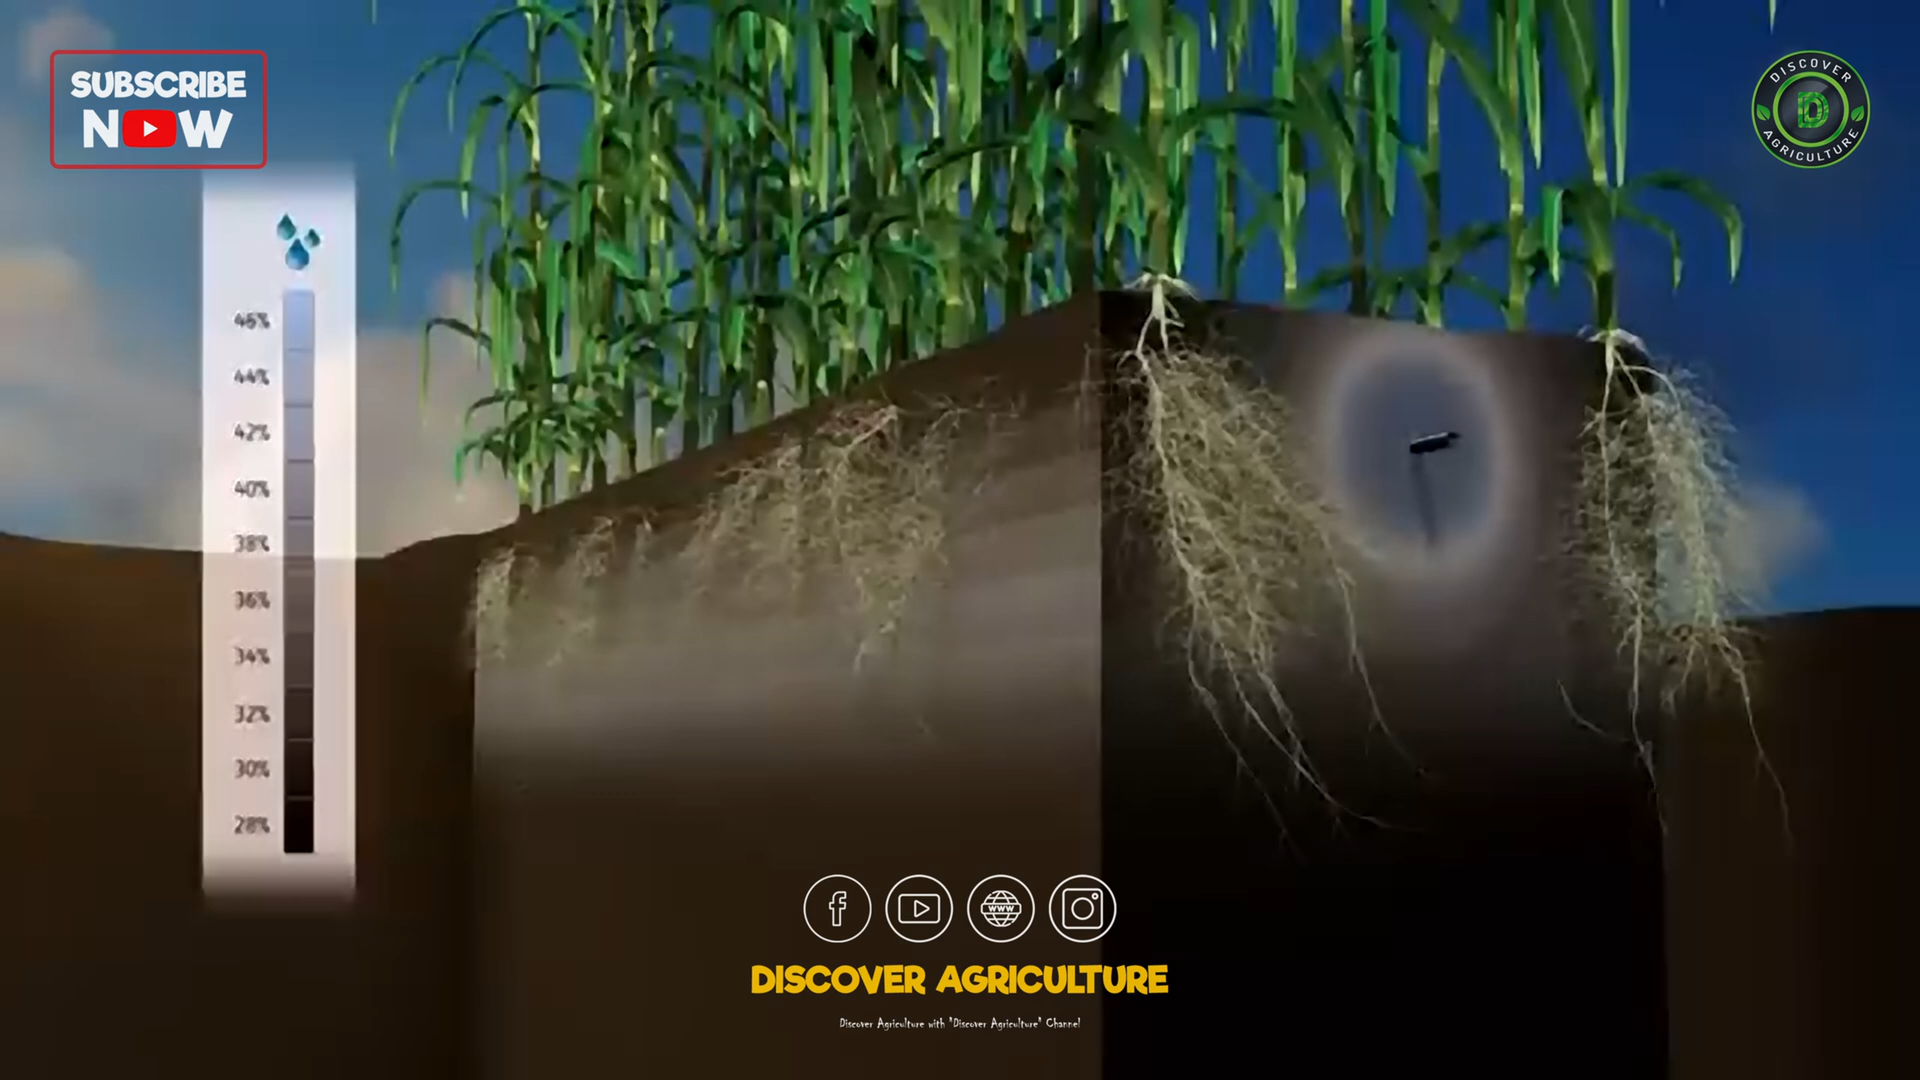 SUBSCRIBE
NOW
DISCOVER
D
AGRICULTURE
46%
44%
42%
40%
38%
36%
34%
32%
30%
28%
www
DISCOVER AGRICULTURE
Discover Agriculture with "Discover Agriculture" Channel